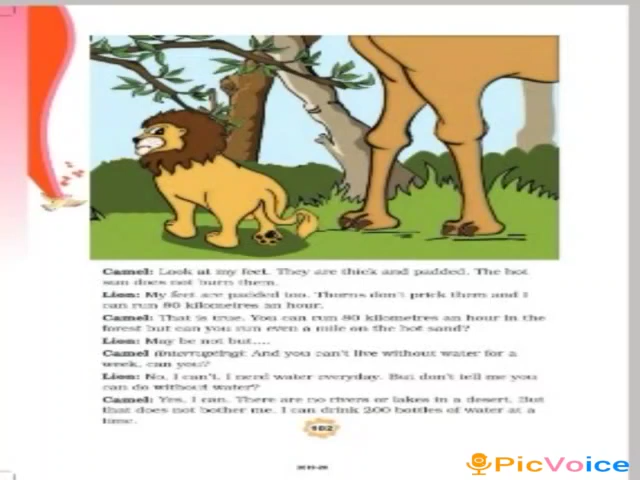 Camel: Look at my feet. They are thick and padded. The hot
sun does not burn them.
Lion: My feet are padded too. Thorns don't prick them and I
can run 80 kilometres an hour.
Camel: That is true. You can run 80 kilometres an hour in the
forest but can you run even a mile on the hot sand?
Lion: May be not but....
Camel (interrupting): And you can't live without water for a
week, can you?
Lion: No, I can't. I need water everyday. But don't tell me you
can do without water?
Camel: Yes, I can. There are no rivers or lakes in a desert. But
that does not bother me. I can drink 200 bottles of water at a
time.
102
PicVoice